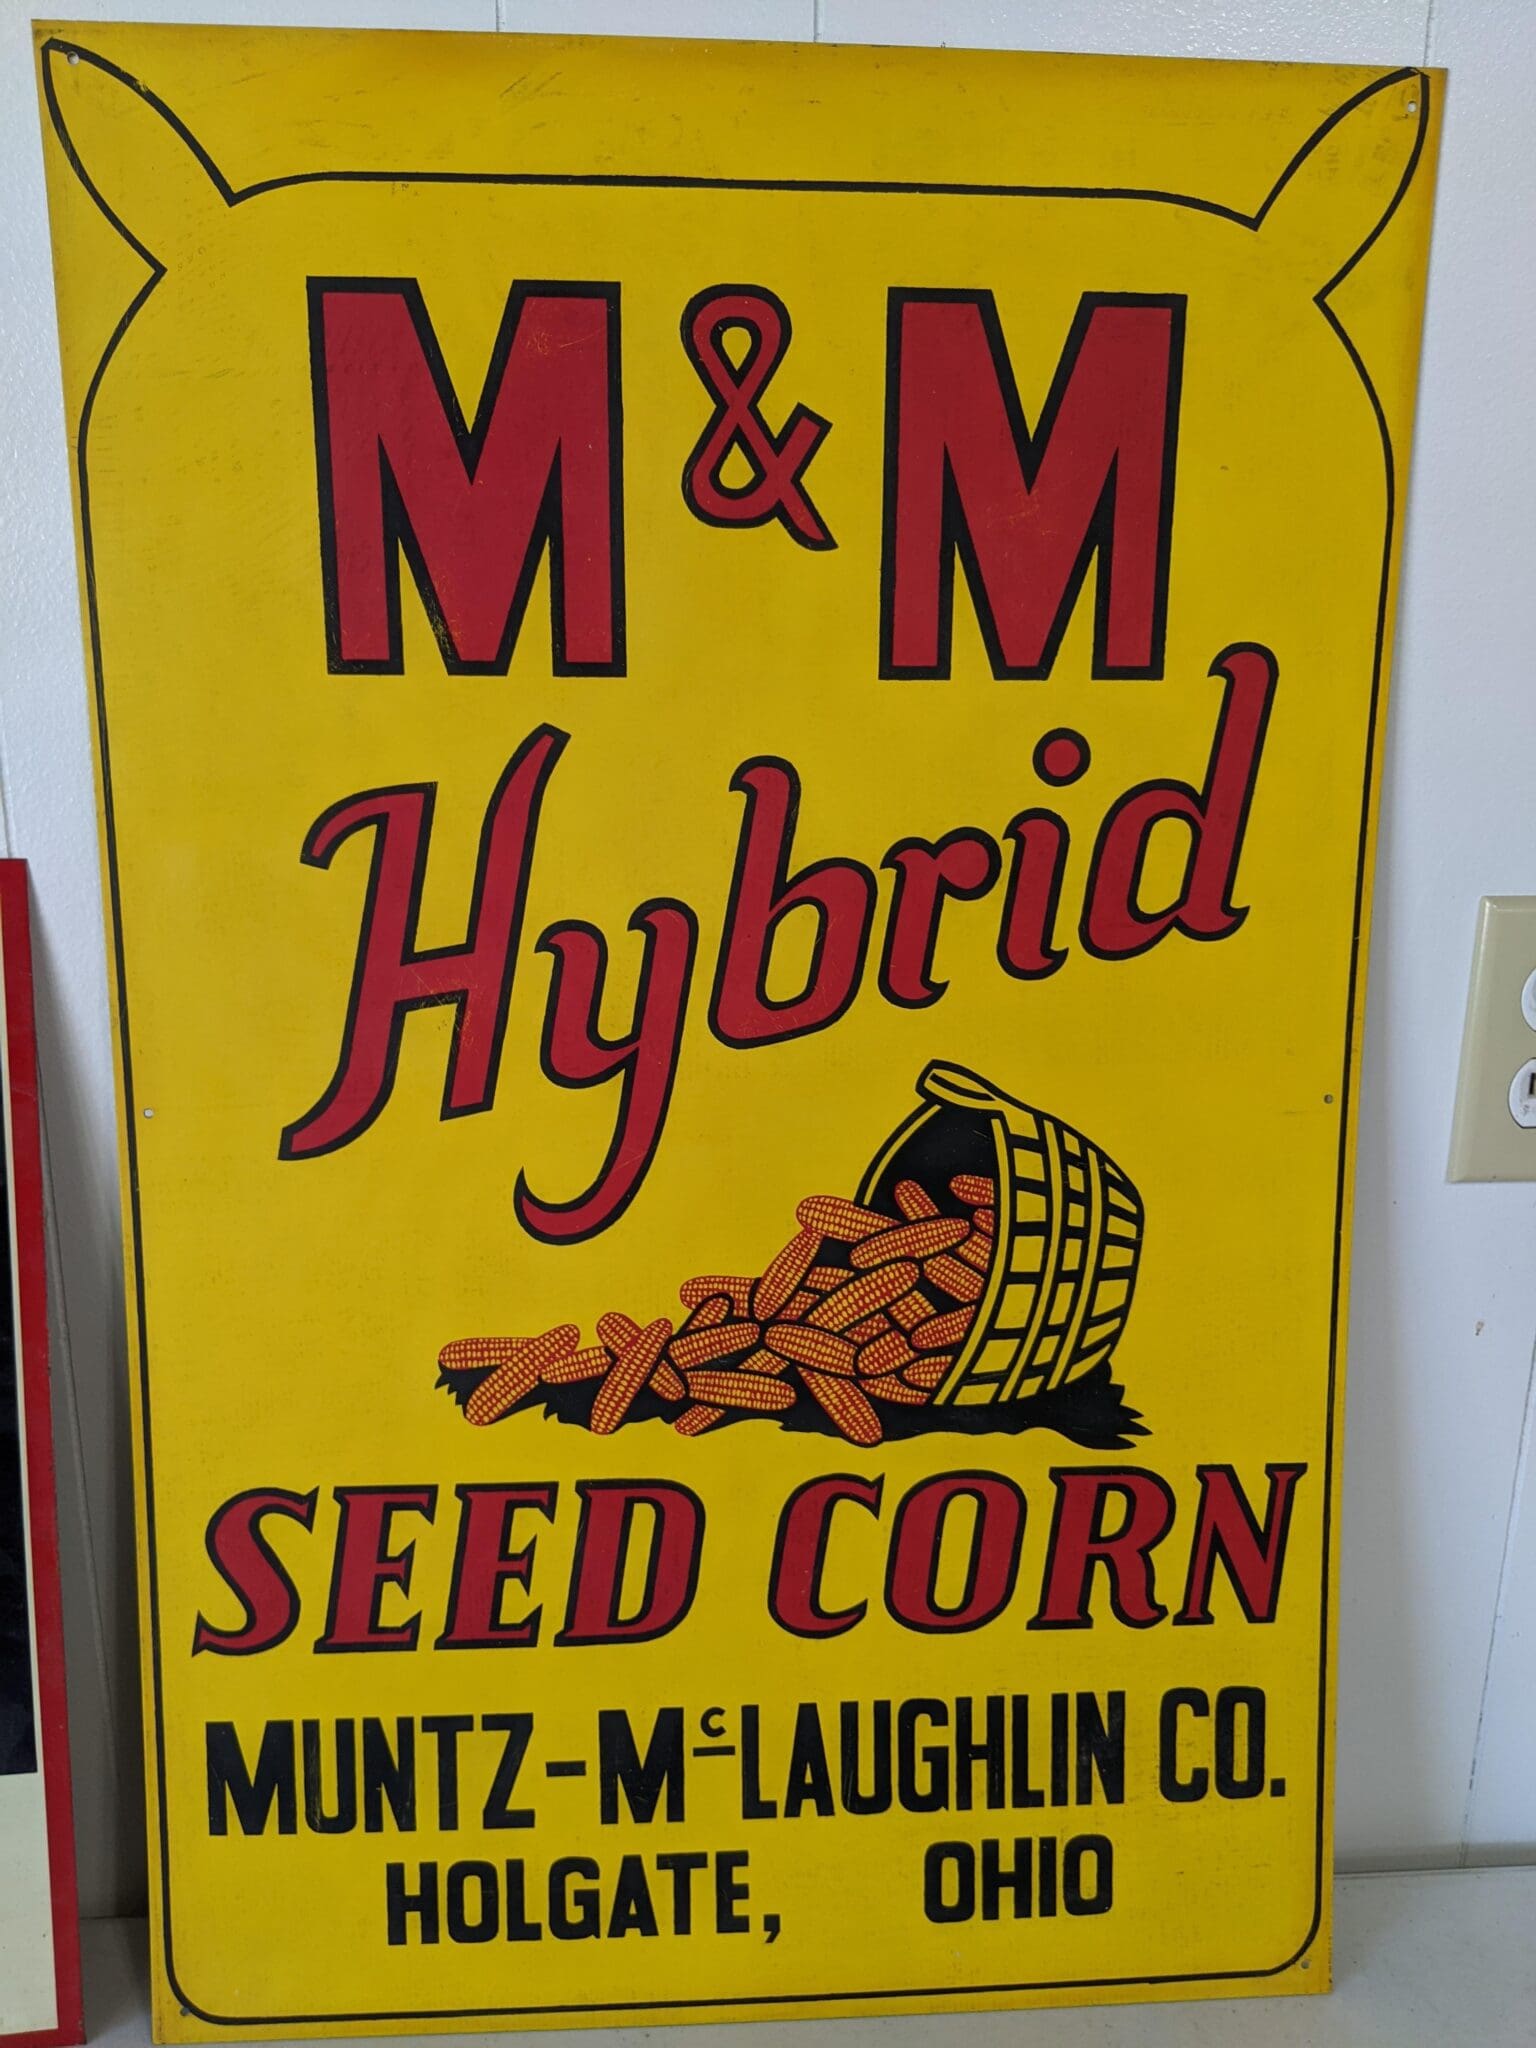 M & M
Hybrid
SEED CORN
MUNTZ-McLAUGHLIN CO.
HOLGATE, OHIO